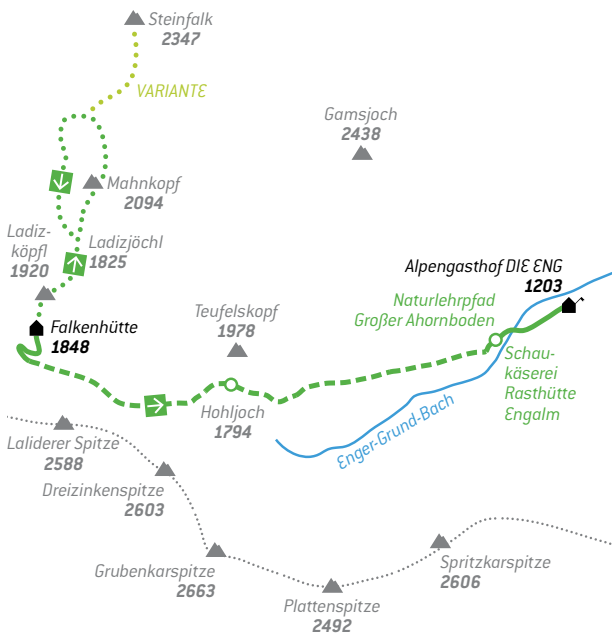 Steinfalk
2347
VARIANTE
Gamsjoch
2438
Mahnkopf
2094
Ladiz-
köpfl
1920
Ladizjöchl
1825
Alpengasthof DIE ENG
1203
Naturlehrpfad
Großer Ahornboden
Falkenhütte
1848
Teufelskopf
1978
Schau-
käserei
Rasthütte
Engalm
Hohljoch
1794
Enger-Grund-Bach
Laliderer Spitze
2588
Dreizinkenspitze
2603
Grubenkarspitze
2663
Spritzkarspitze
2606
Plattenspitze
2492